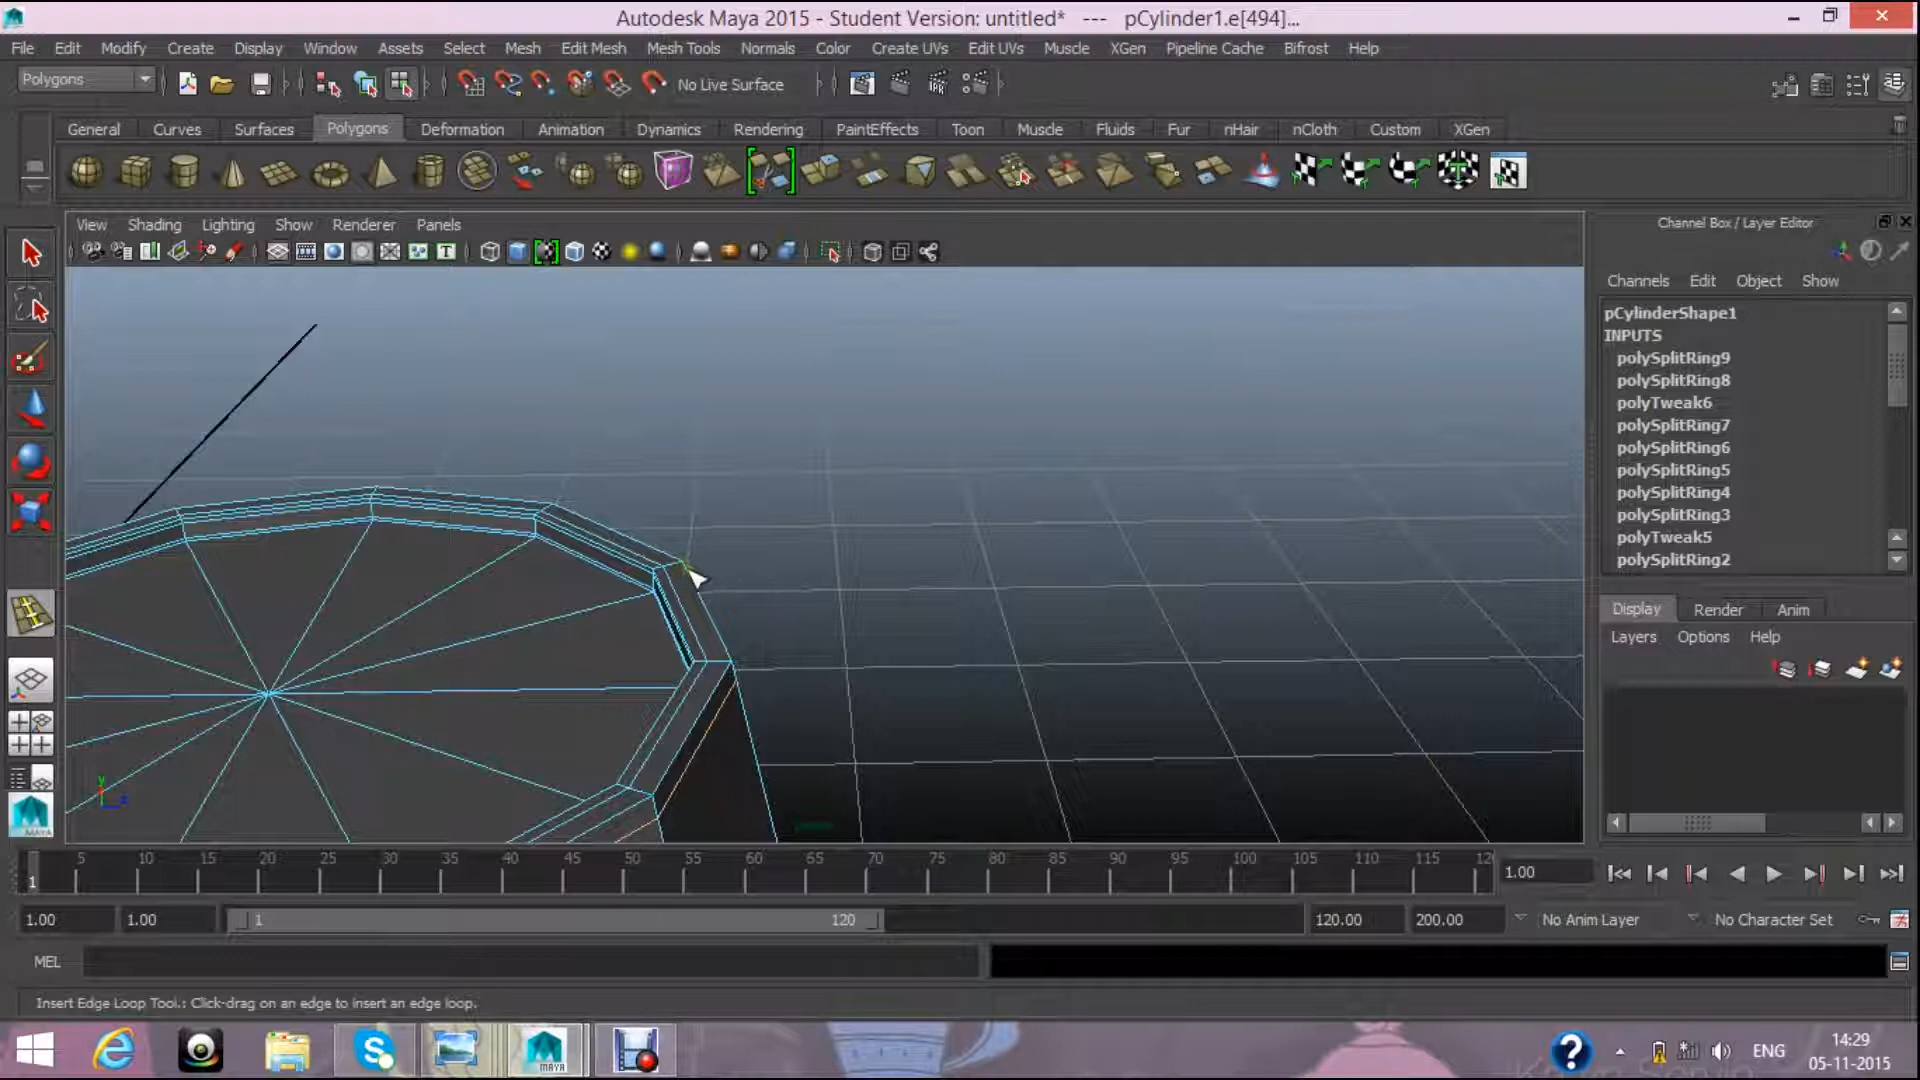 Autodesk Maya 2015 - Student Version: untitled* --- pCylinder1.e[494]...
File Edit Modify Create Display Window Assets Select Mesh Edit Mesh Mesh Tools Normals Color Create UVs Edit UVs Muscle XGen Pipeline Cache Bifrost Help
Polygons No Live Surface
General Curves Surfaces Polygons Deformation Animation Dynamics Rendering PaintEffects Toon Muscle Fluids Fur nHair nCloth Custom XGen
View Shading Lighting Show Renderer Panels
Channel Box / Layer Editor
Channels Edit Object Show
pCylinderShape1
INPUTS
polySplitRing9
polySplitRing8
polyTweak6
polySplitRing7
polySplitRing6
polySplitRing5
polySplitRing4
polySplitRing3
polyTweak5
polySplitRing2
Display Render Anim
Layers Options Help
y
z
MAYA
5 10 15 20 25 30 35 40 45 50 55 60 65 70 75 80 85 90 95 100 105 110 115 12
1
1.00
1.00 1.00 1 120 120.00 200.00 No Anim Layer No Character Set
MEL
Insert Edge Loop Tool.: Click-drag on an edge to insert an edge loop.
MAYA
ENG
14:29
05-11-2015